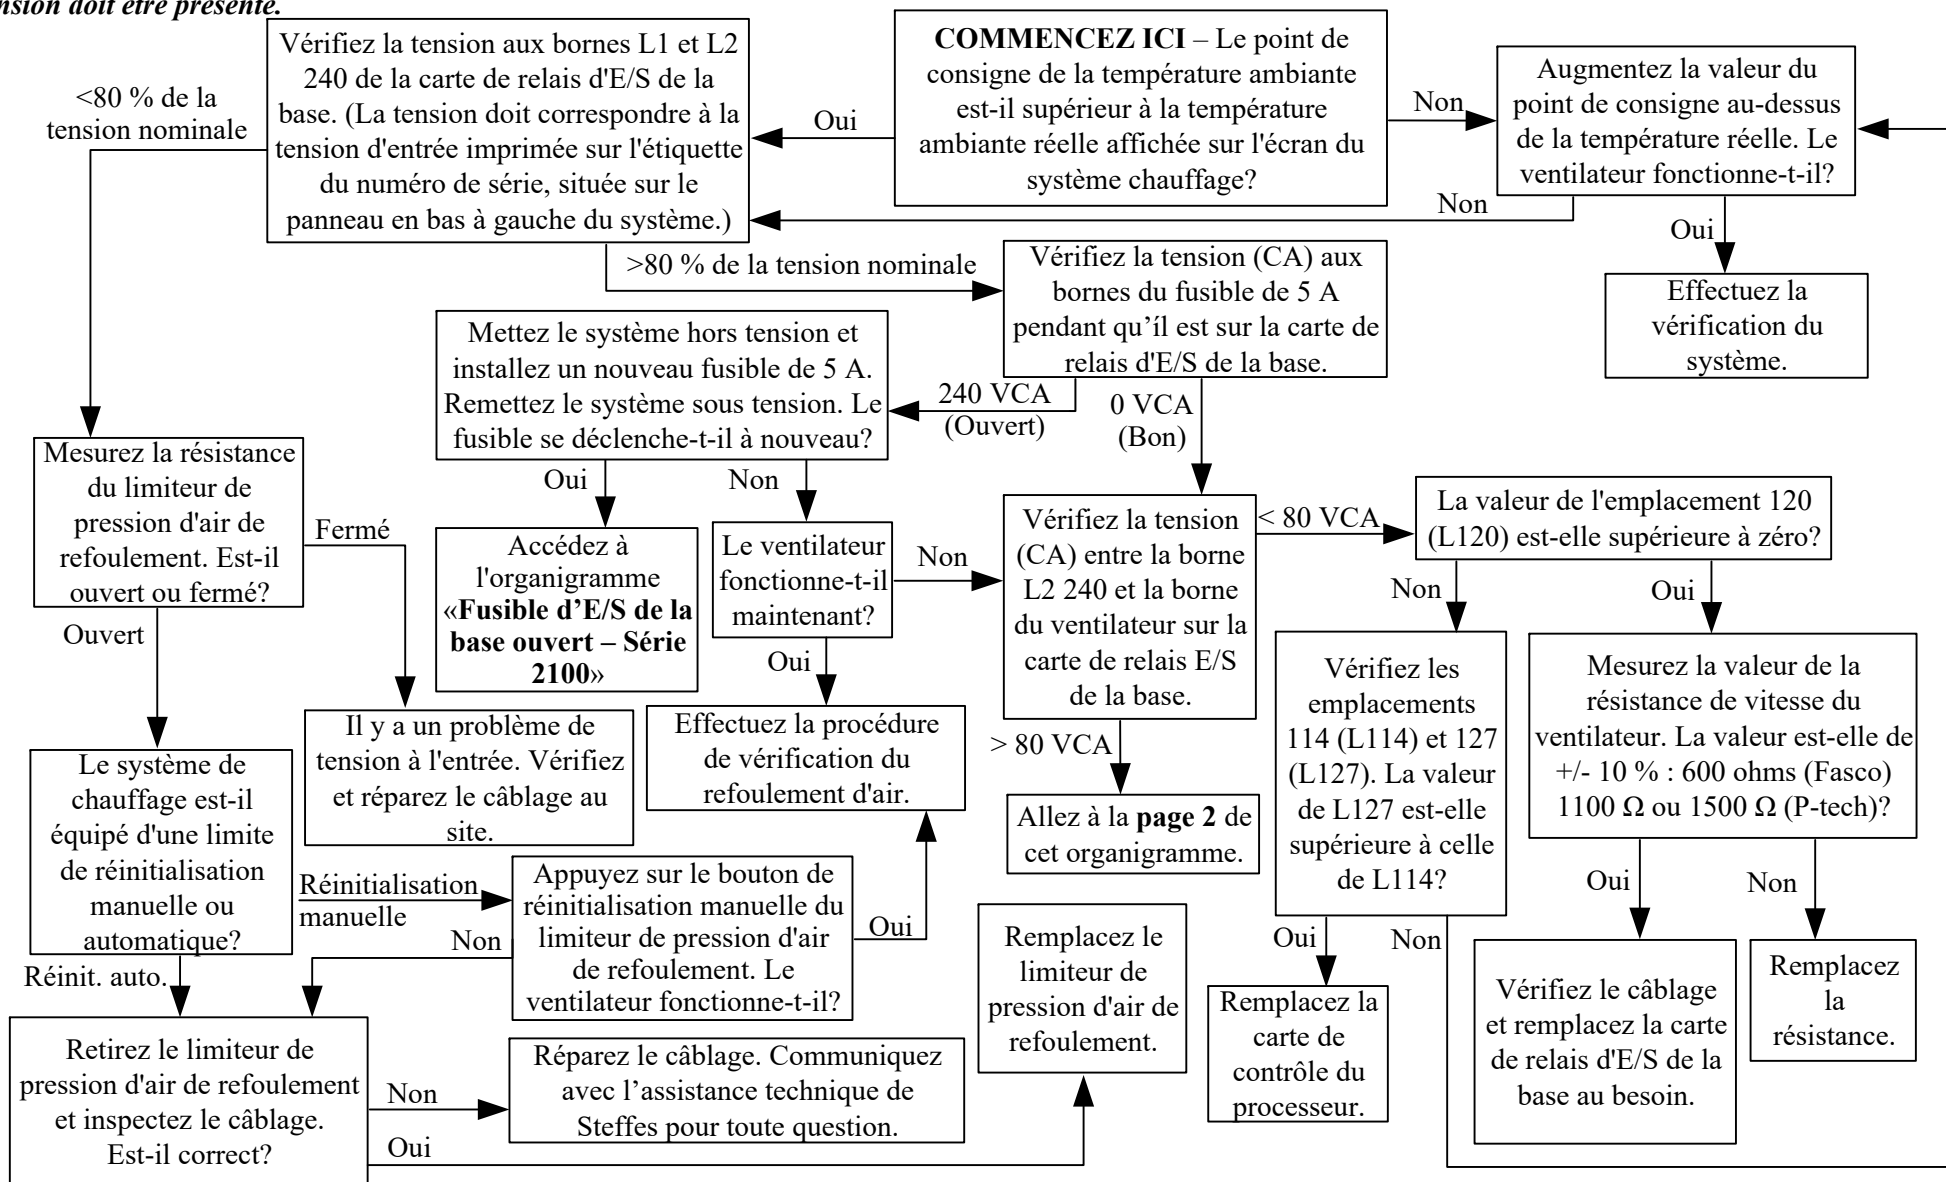 nsion doit être présente.
COMMENCEZ ICI – Le point de
consigne de la température ambiante
est-il supérieur à la température
ambiante réelle affichée sur l'écran du
système chauffage?
Oui
Non
Vérifiez la tension aux bornes L1 et L2
240 de la carte de relais d'E/S de la
base. (La tension doit correspondre à la
tension d'entrée imprimée sur l'étiquette
du numéro de série, située sur le
panneau en bas à gauche du système.)
Augmentez la valeur du
point de consigne au-dessus
de la température réelle. Le
ventilateur fonctionne-t-il?
Non
Oui
Effectuez la
vérification du
système.
<80 % de la
tension nominale
>80 % de la tension nominale
Vérifiez la tension (CA) aux
bornes du fusible de 5 A
pendant qu’íl est sur la carte de
relais d'E/S de la base.
240 VCA
(Ouvert)
0 VCA
(Bon)
Mettez le système hors tension et
installez un nouveau fusible de 5 A.
Remettez le système sous tension. Le
fusible se déclenche-t-il à nouveau?
Oui
Non
Accédez à
l'organigramme
«Fusible d’E/S de la
base ouvert – Série
2100»
Le ventilateur
fonctionne-t-il
maintenant?
Non
Oui
Effectuez la procédure
de vérification du
refoulement d'air.
Vérifiez la tension
(CA) entre la borne
L2 240 et la borne
du ventilateur sur la
carte de relais E/S
de la base.
< 80 VCA
> 80 VCA
Allez à la page 2 de
cet organigramme.
La valeur de l'emplacement 120
(L120) est-elle supérieure à zéro?
Non
Oui
Vérifiez les
emplacements
114 (L114) et 127
(L127). La valeur
de L127 est-elle
supérieure à celle
de L114?
Oui
Non
Remplacez la
carte de
contrôle du
processeur.
Mesurez la valeur de la
résistance de vitesse du
ventilateur. La valeur est-elle de
+/- 10 % : 600 ohms (Fasco)
1100 Ω ou 1500 Ω (P-tech)?
Oui
Non
Vérifiez le câblage
et remplacez la carte
de relais d'E/S de la
base au besoin.
Remplacez
la
résistance.
Mesurez la résistance
du limiteur de
pression d'air de
refoulement. Est-il
ouvert ou fermé?
Fermé
Ouvert
Il y a un problème de
tension à l'entrée. Vérifiez
et réparez le câblage au
site.
Le système de
chauffage est-il
équipé d'une limite
de réinitialisation
manuelle ou
automatique?
Réinitialisation
manuelle
Réinit. auto.
Appuyez sur le bouton de
réinitialisation manuelle du
limiteur de pression d'air
de refoulement. Le
ventilateur fonctionne-t-il?
Non
Oui
Retirez le limiteur de
pression d'air de refoulement
et inspectez le câblage.
Est-il correct?
Non
Oui
Réparez le câblage. Communiquez
avec l’assistance technique de
Steffes pour toute question.
Remplacez le
limiteur de
pression d'air de
refoulement.